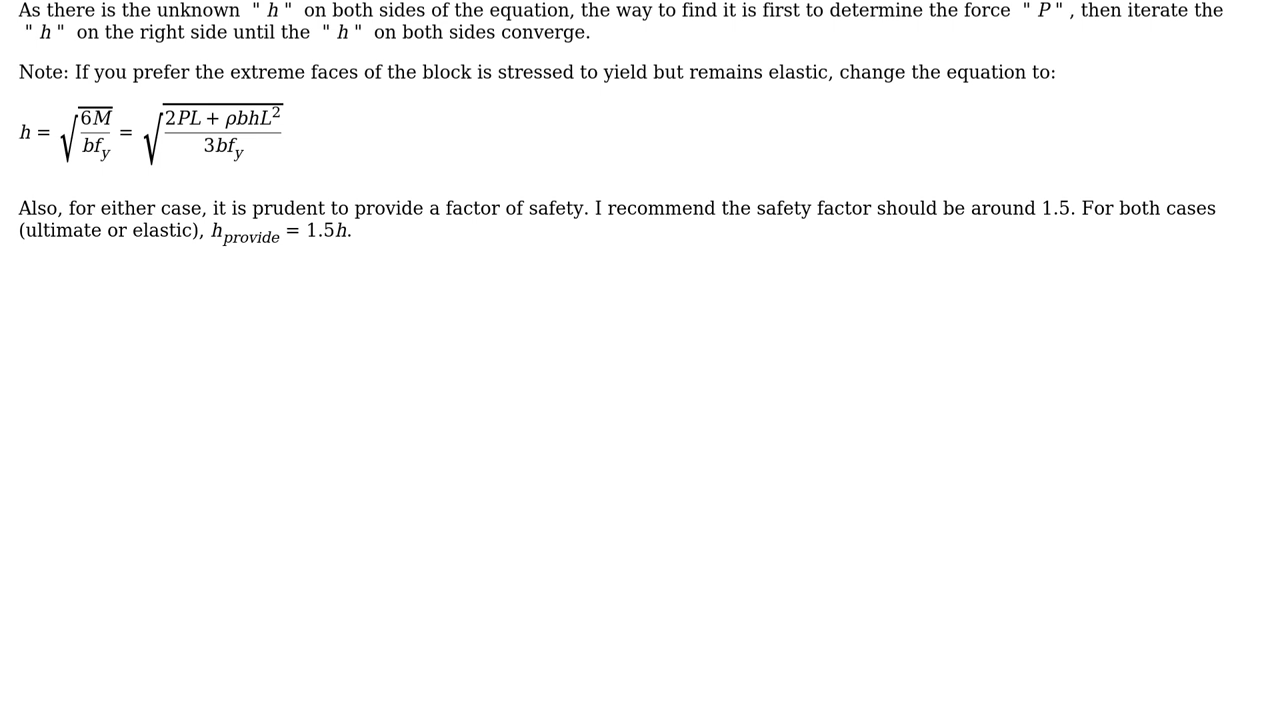 As there is the unknown " h " on both sides of the equation, the way to find it is first to determine the force " P " , then iterate the
" h " on the right side until the " h " on both sides converge.
Note: If you prefer the extreme faces of the block is stressed to yield but remains elastic, change the equation to:
h = √(6M / bf_y) = √((2PL + ρbhL²) / 3bf_y)
Also, for either case, it is prudent to provide a factor of safety. I recommend the safety factor should be around 1.5. For both cases
(ultimate or elastic), h_provide = 1.5h.